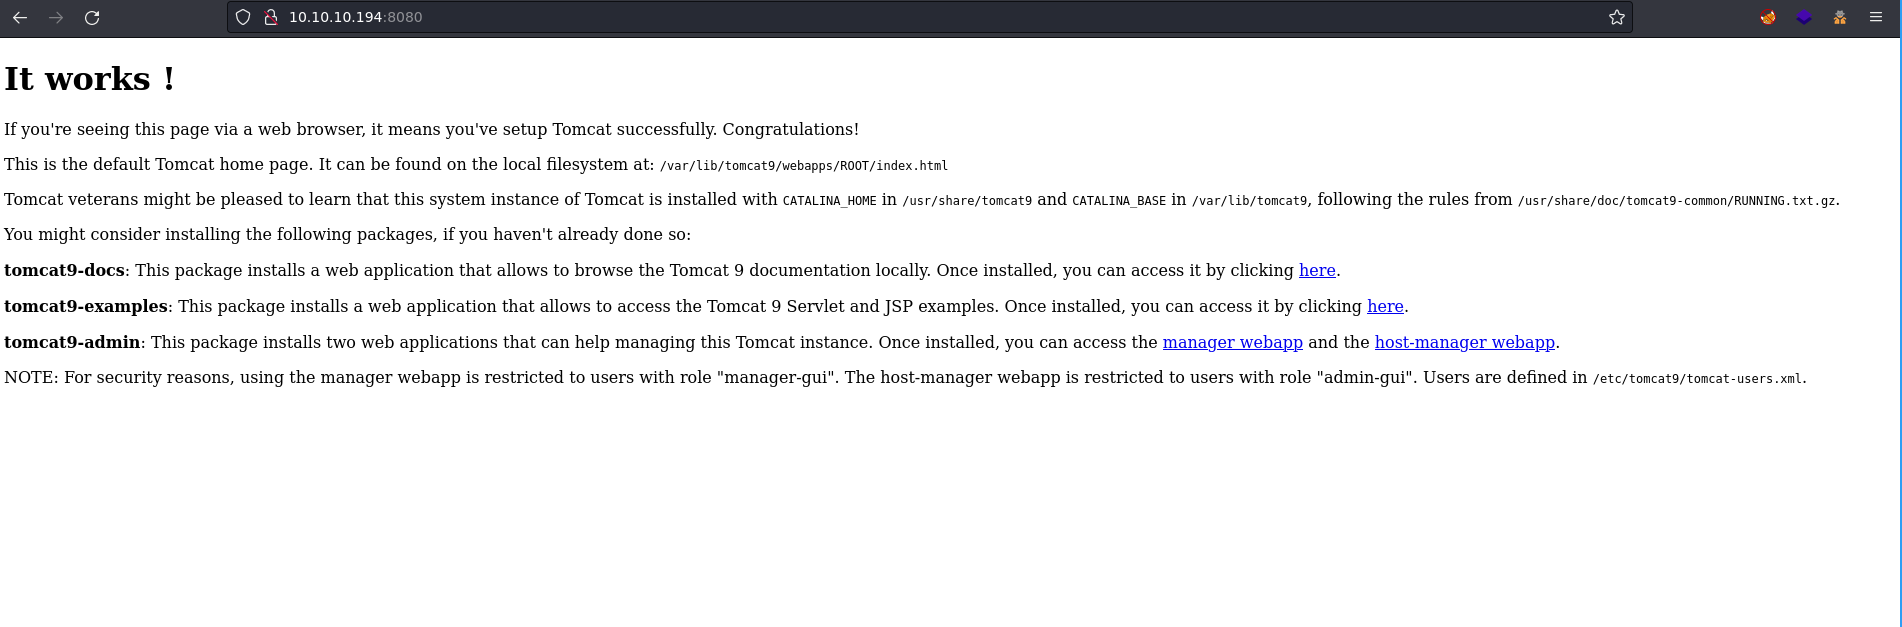 10.10.10.194:8080
It works !
If you're seeing this page via a web browser, it means you've setup Tomcat successfully. Congratulations!
This is the default Tomcat home page. It can be found on the local filesystem at: /var/lib/tomcat9/webapps/ROOT/index.html
Tomcat veterans might be pleased to learn that this system instance of Tomcat is installed with CATALINA_HOME in /usr/share/tomcat9 and CATALINA_BASE in /var/lib/tomcat9, following the rules from /usr/share/doc/tomcat9-common/RUNNING.txt.gz.
You might consider installing the following packages, if you haven't already done so:
tomcat9-docs: This package installs a web application that allows to browse the Tomcat 9 documentation locally. Once installed, you can access it by clicking here.
tomcat9-examples: This package installs a web application that allows to access the Tomcat 9 Servlet and JSP examples. Once installed, you can access it by clicking here.
tomcat9-admin: This package installs two web applications that can help managing this Tomcat instance. Once installed, you can access the manager webapp and the host-manager webapp.
NOTE: For security reasons, using the manager webapp is restricted to users with role "manager-gui". The host-manager webapp is restricted to users with role "admin-gui". Users are defined in /etc/tomcat9/tomcat-users.xml.